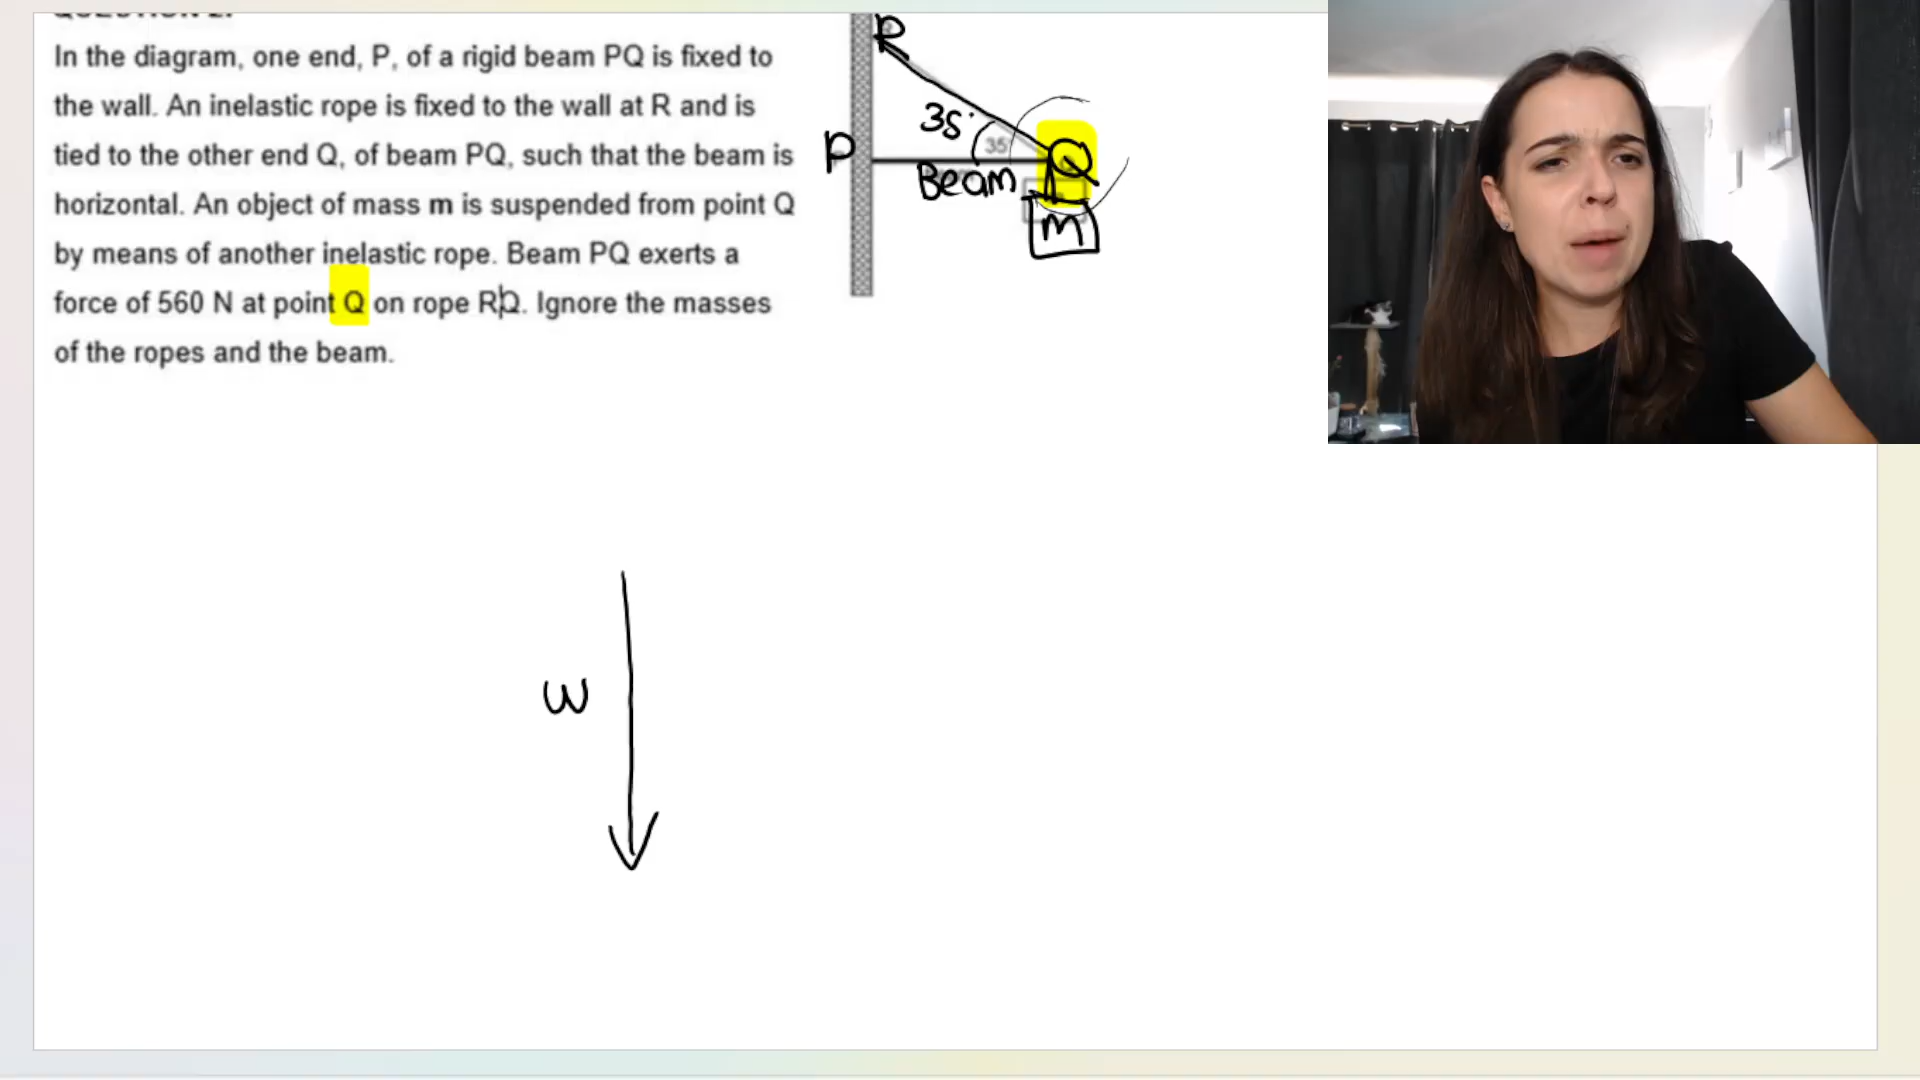 In the diagram, one end, P, of a rigid beam PQ is fixed to
the wall. An inelastic rope is fixed to the wall at R and is
tied to the other end Q, of beam PQ, such that the beam is
horizontal. An object of mass m is suspended from point Q
by means of another inelastic rope. Beam PQ exerts a
force of 560 N at point Q on rope RQ. Ignore the masses
of the ropes and the beam.
R
35°
35
P
Q
Beam
m
w